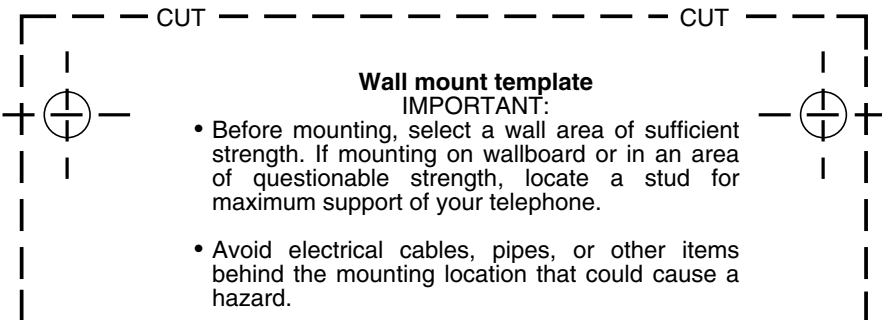 CUT CUT
Wall mount template
IMPORTANT:
• Before mounting, select a wall area of sufficient
strength. If mounting on wallboard or in an area
of questionable strength, locate a stud for
maximum support of your telephone.
• Avoid electrical cables, pipes, or other items
behind the mounting location that could cause a
hazard.